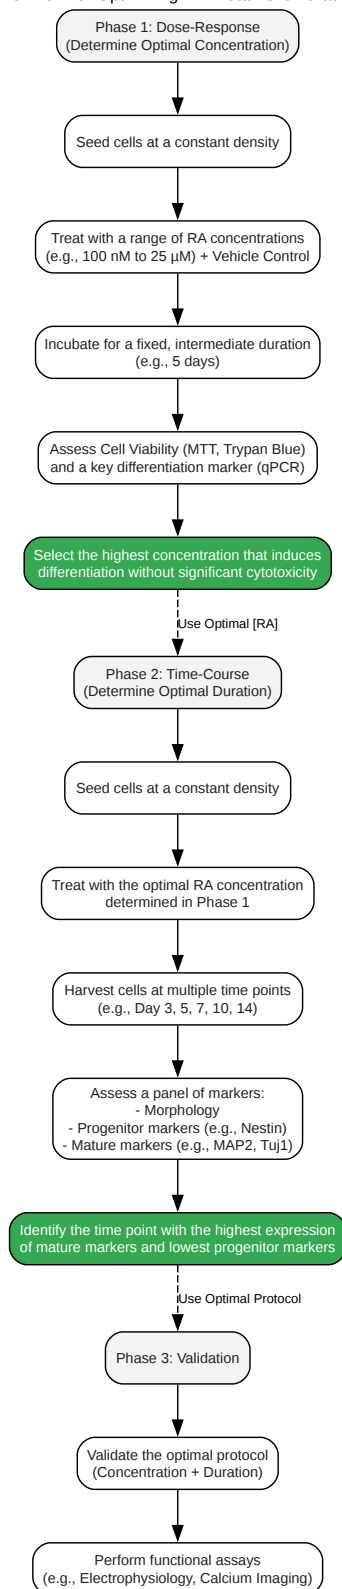 Phase 1: Dose-Response
(Determine Optimal Concentration)
Seed cells at a constant density
Treat with a range of RA concentrations
(e.g., 100 nM to 25 µM) + Vehicle Control
Incubate for a fixed, intermediate duration
(e.g., 5 days)
Assess Cell Viability (MTT, Trypan Blue)
and a key differentiation marker (qPCR)
Select the highest concentration that induces
differentiation without significant cytotoxicity
Use Optimal [RA]
Phase 2: Time-Course
(Determine Optimal Duration)
Seed cells at a constant density
Treat with the optimal RA concentration
determined in Phase 1
Harvest cells at multiple time points
(e.g., Day 3, 5, 7, 10, 14)
Assess a panel of markers:
- Morphology
- Progenitor markers (e.g., Nestin)
- Mature markers (e.g., MAP2, Tuj1)
Identify the time point with the highest expression
of mature markers and lowest progenitor markers
Use Optimal Protocol
Phase 3: Validation
Validate the optimal protocol
(Concentration + Duration)
Perform functional assays
(e.g., Electrophysiology, Calcium Imaging)